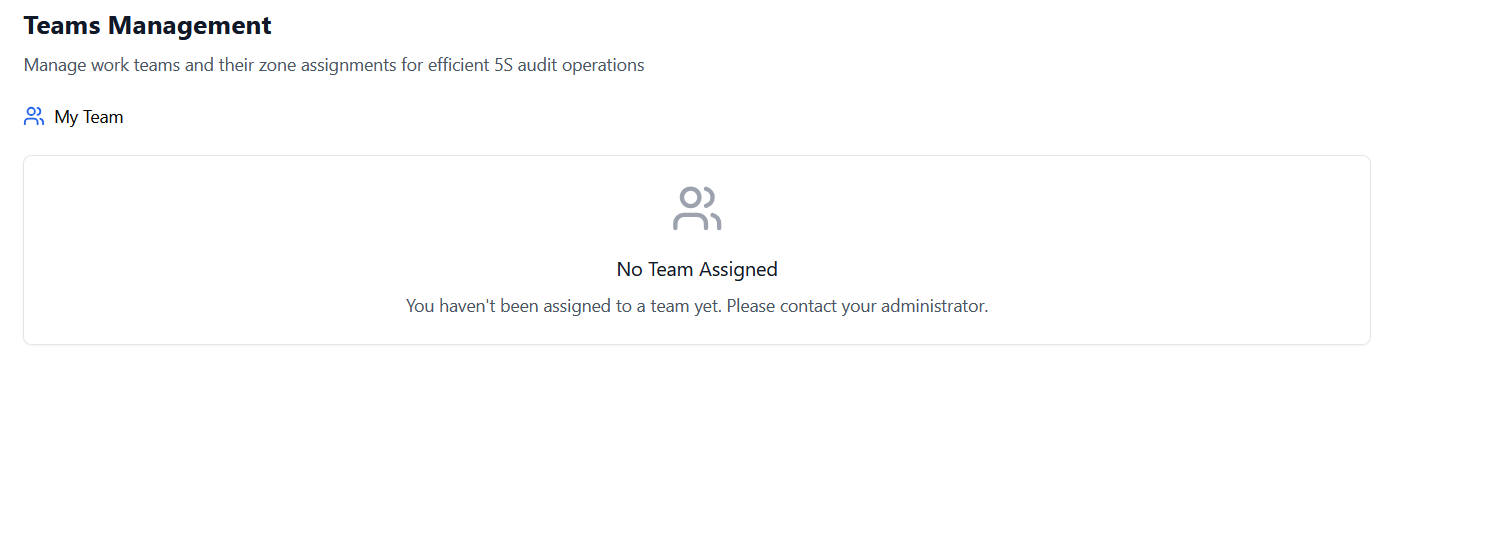 Teams Management
Manage work teams and their zone assignments for efficient 5S audit operations
My Team
No Team Assigned
You haven't been assigned to a team yet. Please contact your administrator.